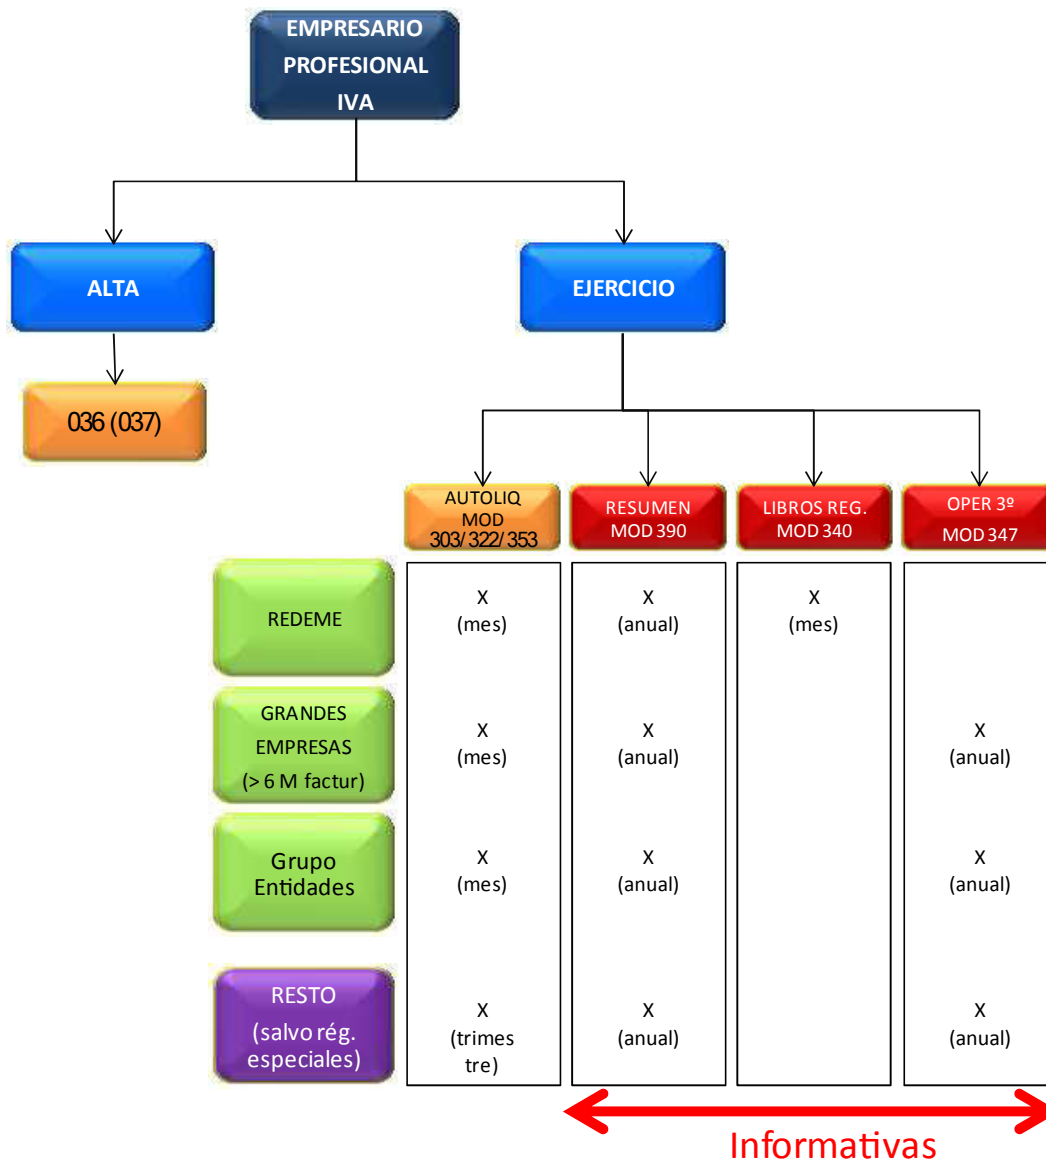 EMPRESARIO
PROFESIONAL
IVA
ALTA
EJERCICIO
036 (037)
AUTOLIQ
MOD
303/ 322/ 353
RESUMEN
MOD 390
LIBROS REG.
MOD 340
OPER 3º
MOD 347
REDEME
X
(mes)
X
(anual)
X
(mes)
GRANDES
EMPRESAS
(> 6 M factur)
X
(mes)
X
(anual)
X
(anual)
Grupo
Entidades
X
(mes)
X
(anual)
X
(anual)
RESTO
(salvo rég.
especiales)
X
(trimes
tre)
X
(anual)
X
(anual)
Informativas